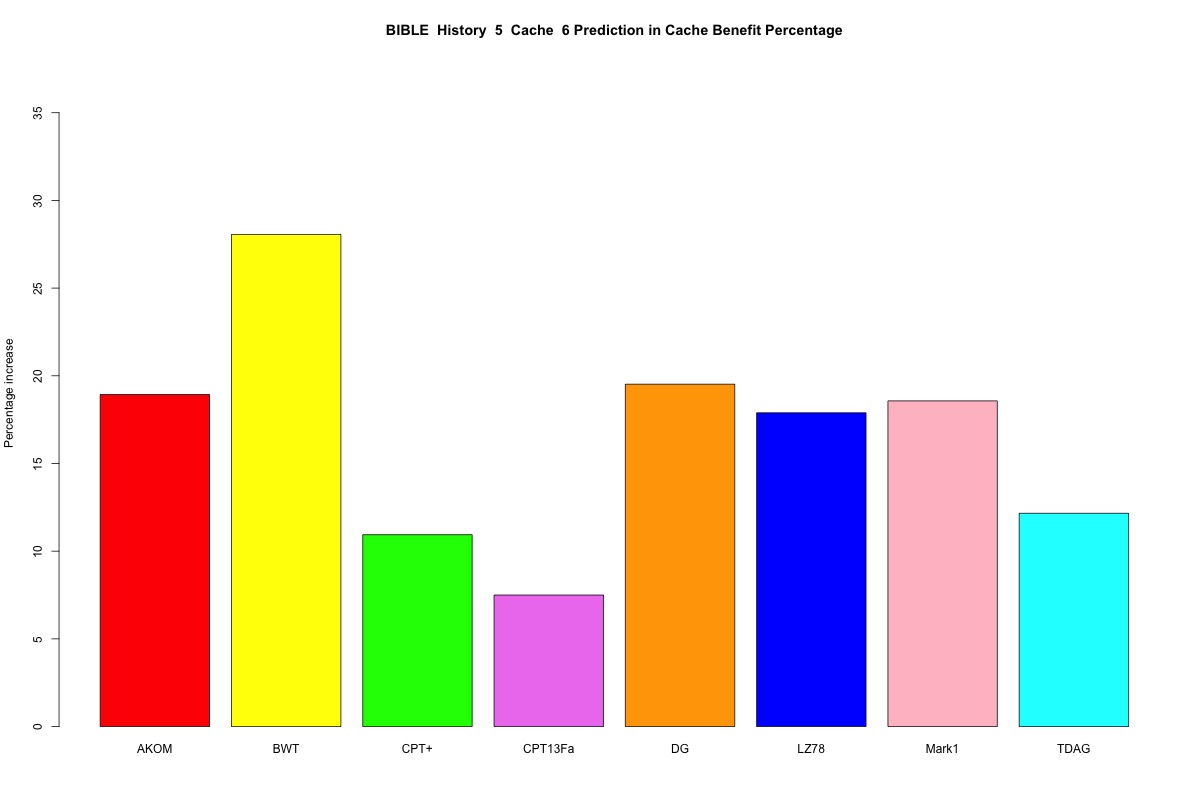 BIBLE  History  5  Cache  6 Prediction in Cache Benefit Percentage
35
30
25
20
15
10
5
0
Percentage increase
AKOM BWT CPT+ CPT13Fa DG LZ78 Mark1 TDAG